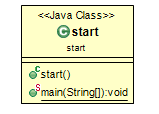 <<Java Class>>
start
start
start()
main(String[]):void